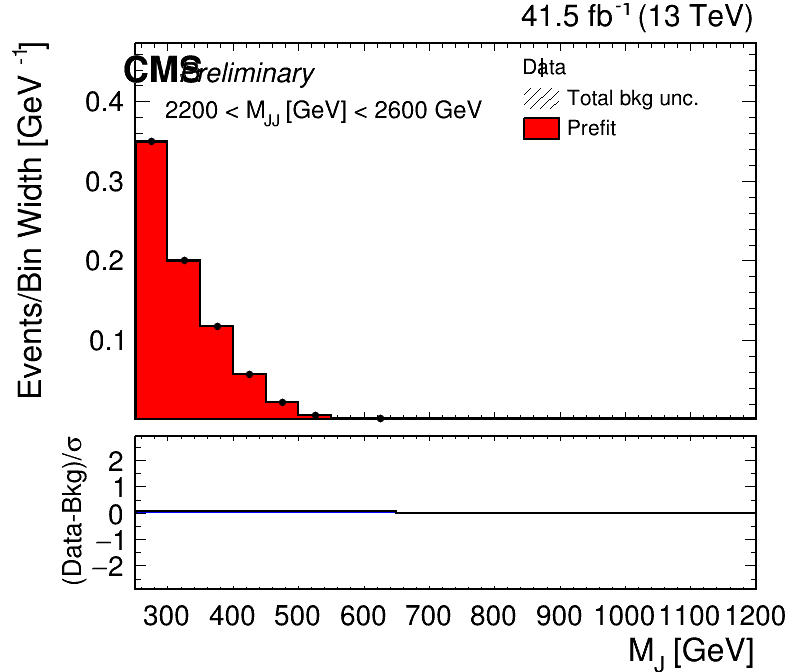 41.5 fb⁻¹ (13 TeV)
CMS Preliminary
2200 < M_JJ [GeV] < 2600 GeV
Data
Total bkg unc.
Prefit
Events/Bin Width [GeV⁻¹]
0.4
0.3
0.2
0.1
(Data-Bkg)/σ
2
1
0
−1
−2
300 400 500 600 700 800 900 1000 1100 1200
M_J [GeV]